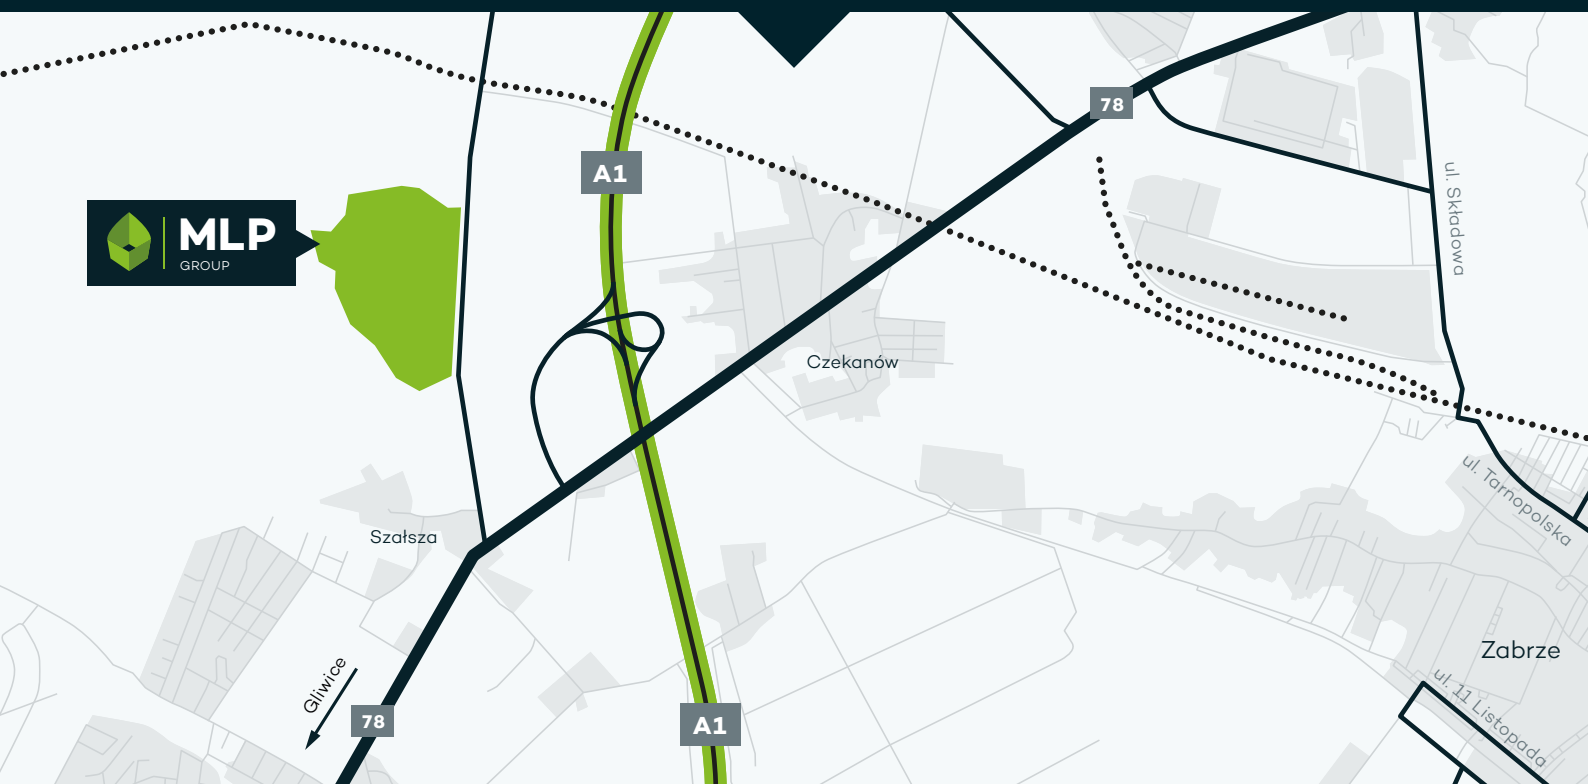 78
A1
ul. Składowa
MLP
GROUP
Czekanów
ul. Tarnopolska
Szałsza
Zabrze
Gliwice
ul. 11 Listopada
78
A1